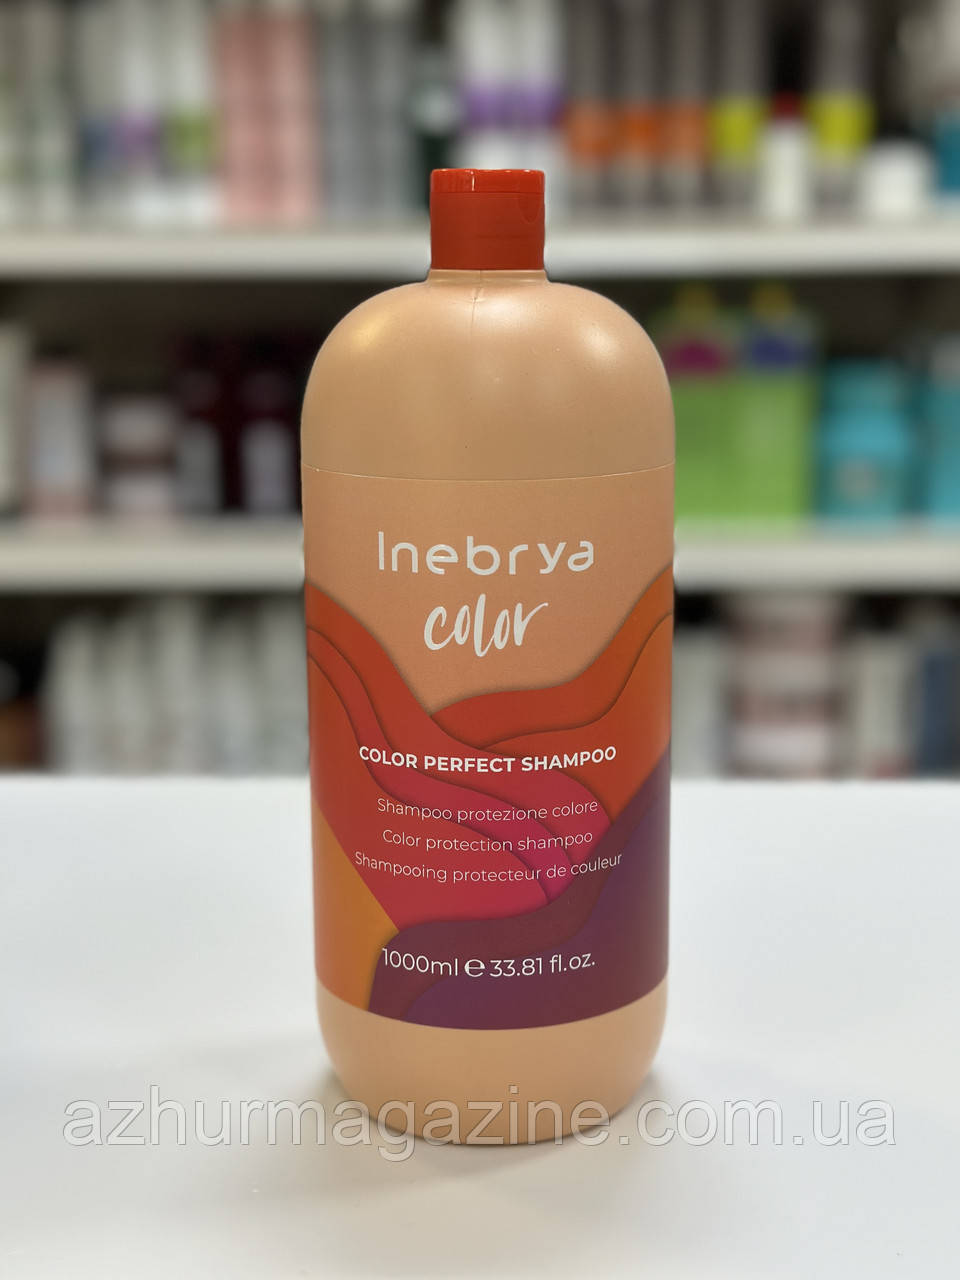 Inebrya
color
COLOR PERFECT SHAMPOO
Shampoo protezione colore
Color protection shampoo
Shampooing protecteur de couleur
1000ml ℮ 33.81 fl.oz.
azhurmagazine.com.ua